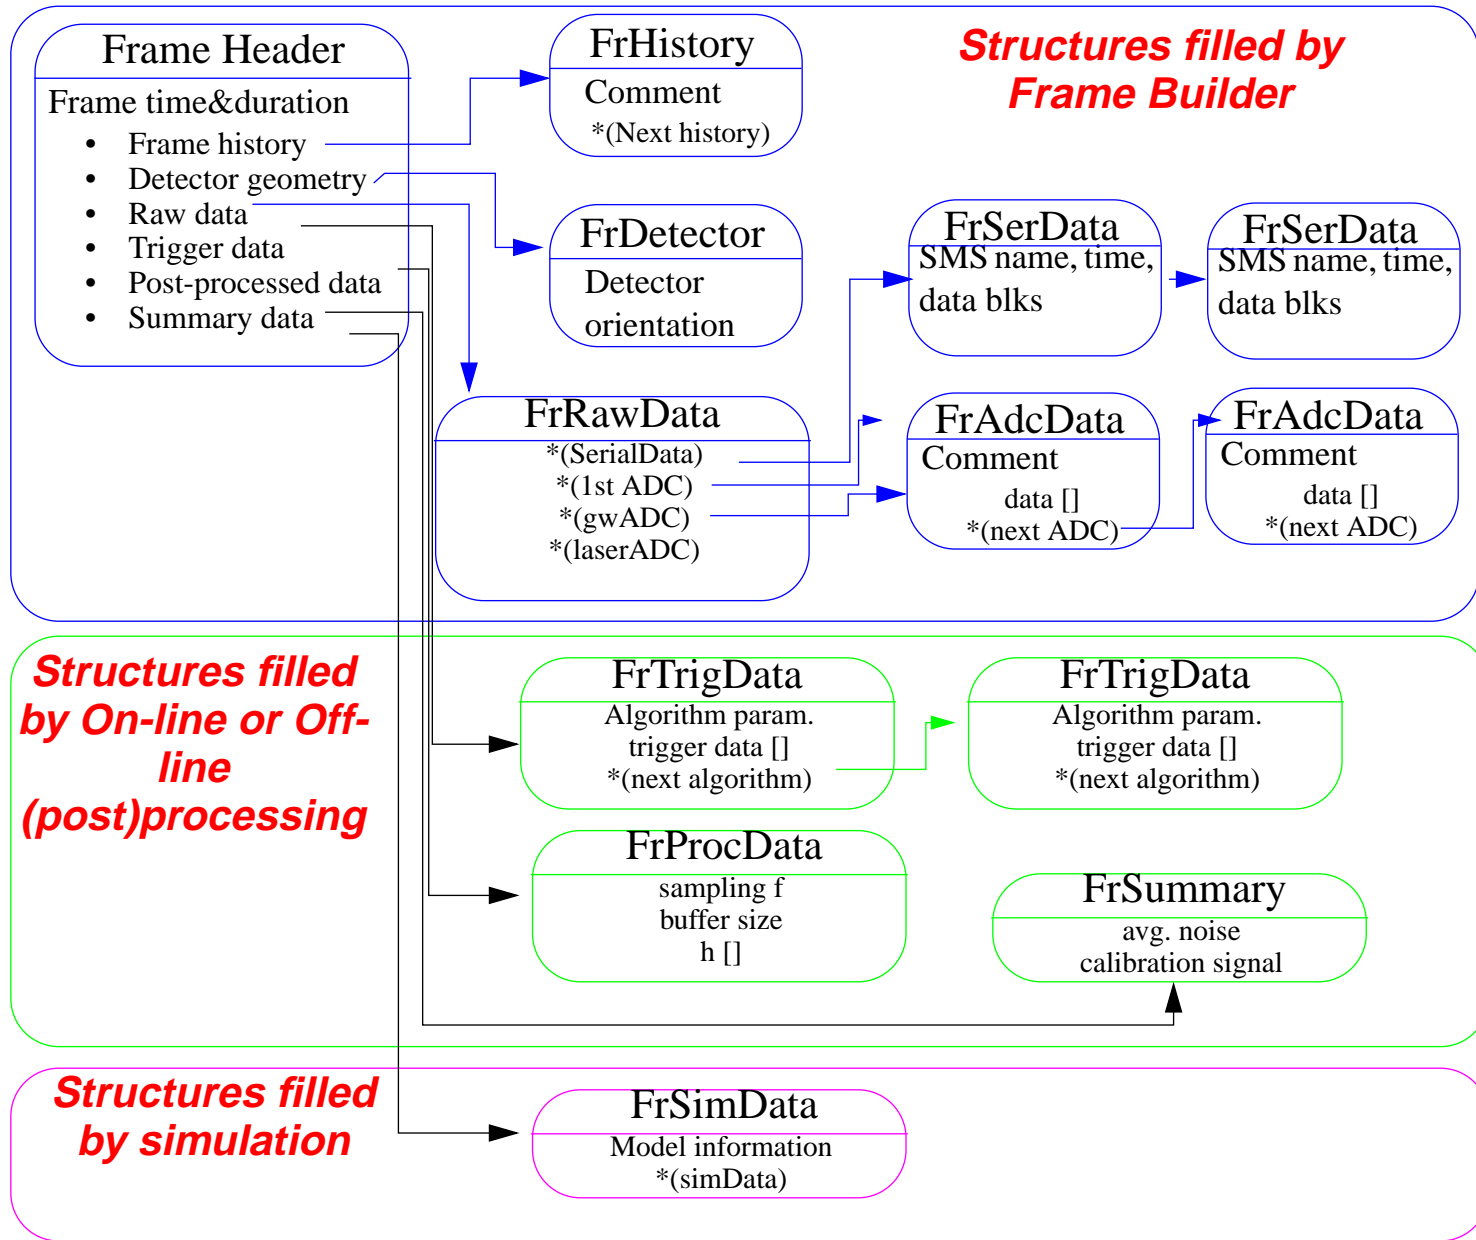 Frame Header
Frame time&duration
• Frame history
• Detector geometry
• Raw data
• Trigger data
• Post-processed data
• Summary data
FrHistory
Comment
*(Next history)
Structures filled by
Frame Builder
FrDetector
Detector
orientation
FrSerData
SMS name, time,
data blks
FrSerData
SMS name, time,
data blks
FrRawData
*(SerialData)
*(1st ADC)
*(gwADC)
*(laserADC)
FrAdcData
Comment
data []
*(next ADC)
FrAdcData
Comment
data []
*(next ADC)
Structures filled
by On-line or Off-
line
(post)processing
FrTrigData
Algorithm param.
trigger data []
*(next algorithm)
FrTrigData
Algorithm param.
trigger data []
*(next algorithm)
FrProcData
sampling f
buffer size
h []
FrSummary
avg. noise
calibration signal
Structures filled
by simulation
FrSimData
Model information
*(simData)